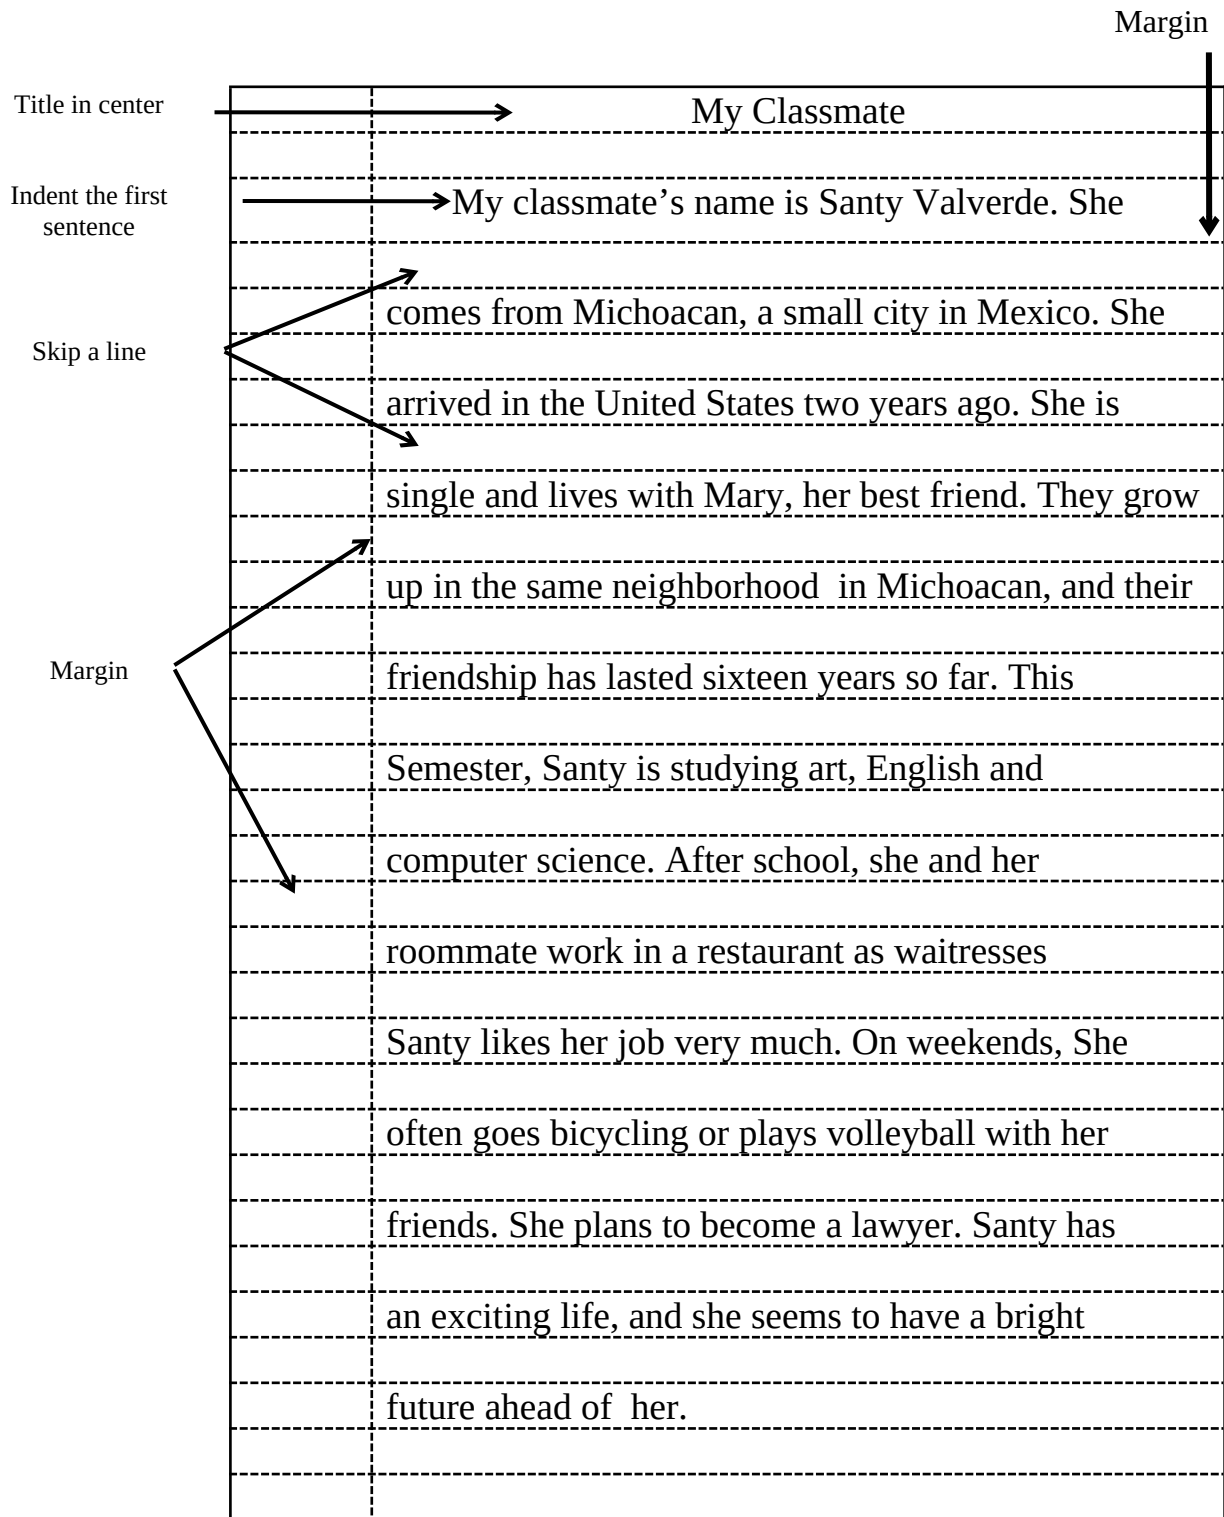 Margin
Title in center
My Classmate
Indent the first
sentence
My classmate’s name is Santy Valverde. She
comes from Michoacan, a small city in Mexico. She
Skip a line
arrived in the United States two years ago. She is
single and lives with Mary, her best friend. They grow
up in the same neighborhood  in Michoacan, and their
Margin
friendship has lasted sixteen years so far. This
Semester, Santy is studying art, English and
computer science. After school, she and her
roommate work in a restaurant as waitresses
Santy likes her job very much. On weekends, She
often goes bicycling or plays volleyball with her
friends. She plans to become a lawyer. Santy has
an exciting life, and she seems to have a bright
future ahead of  her.